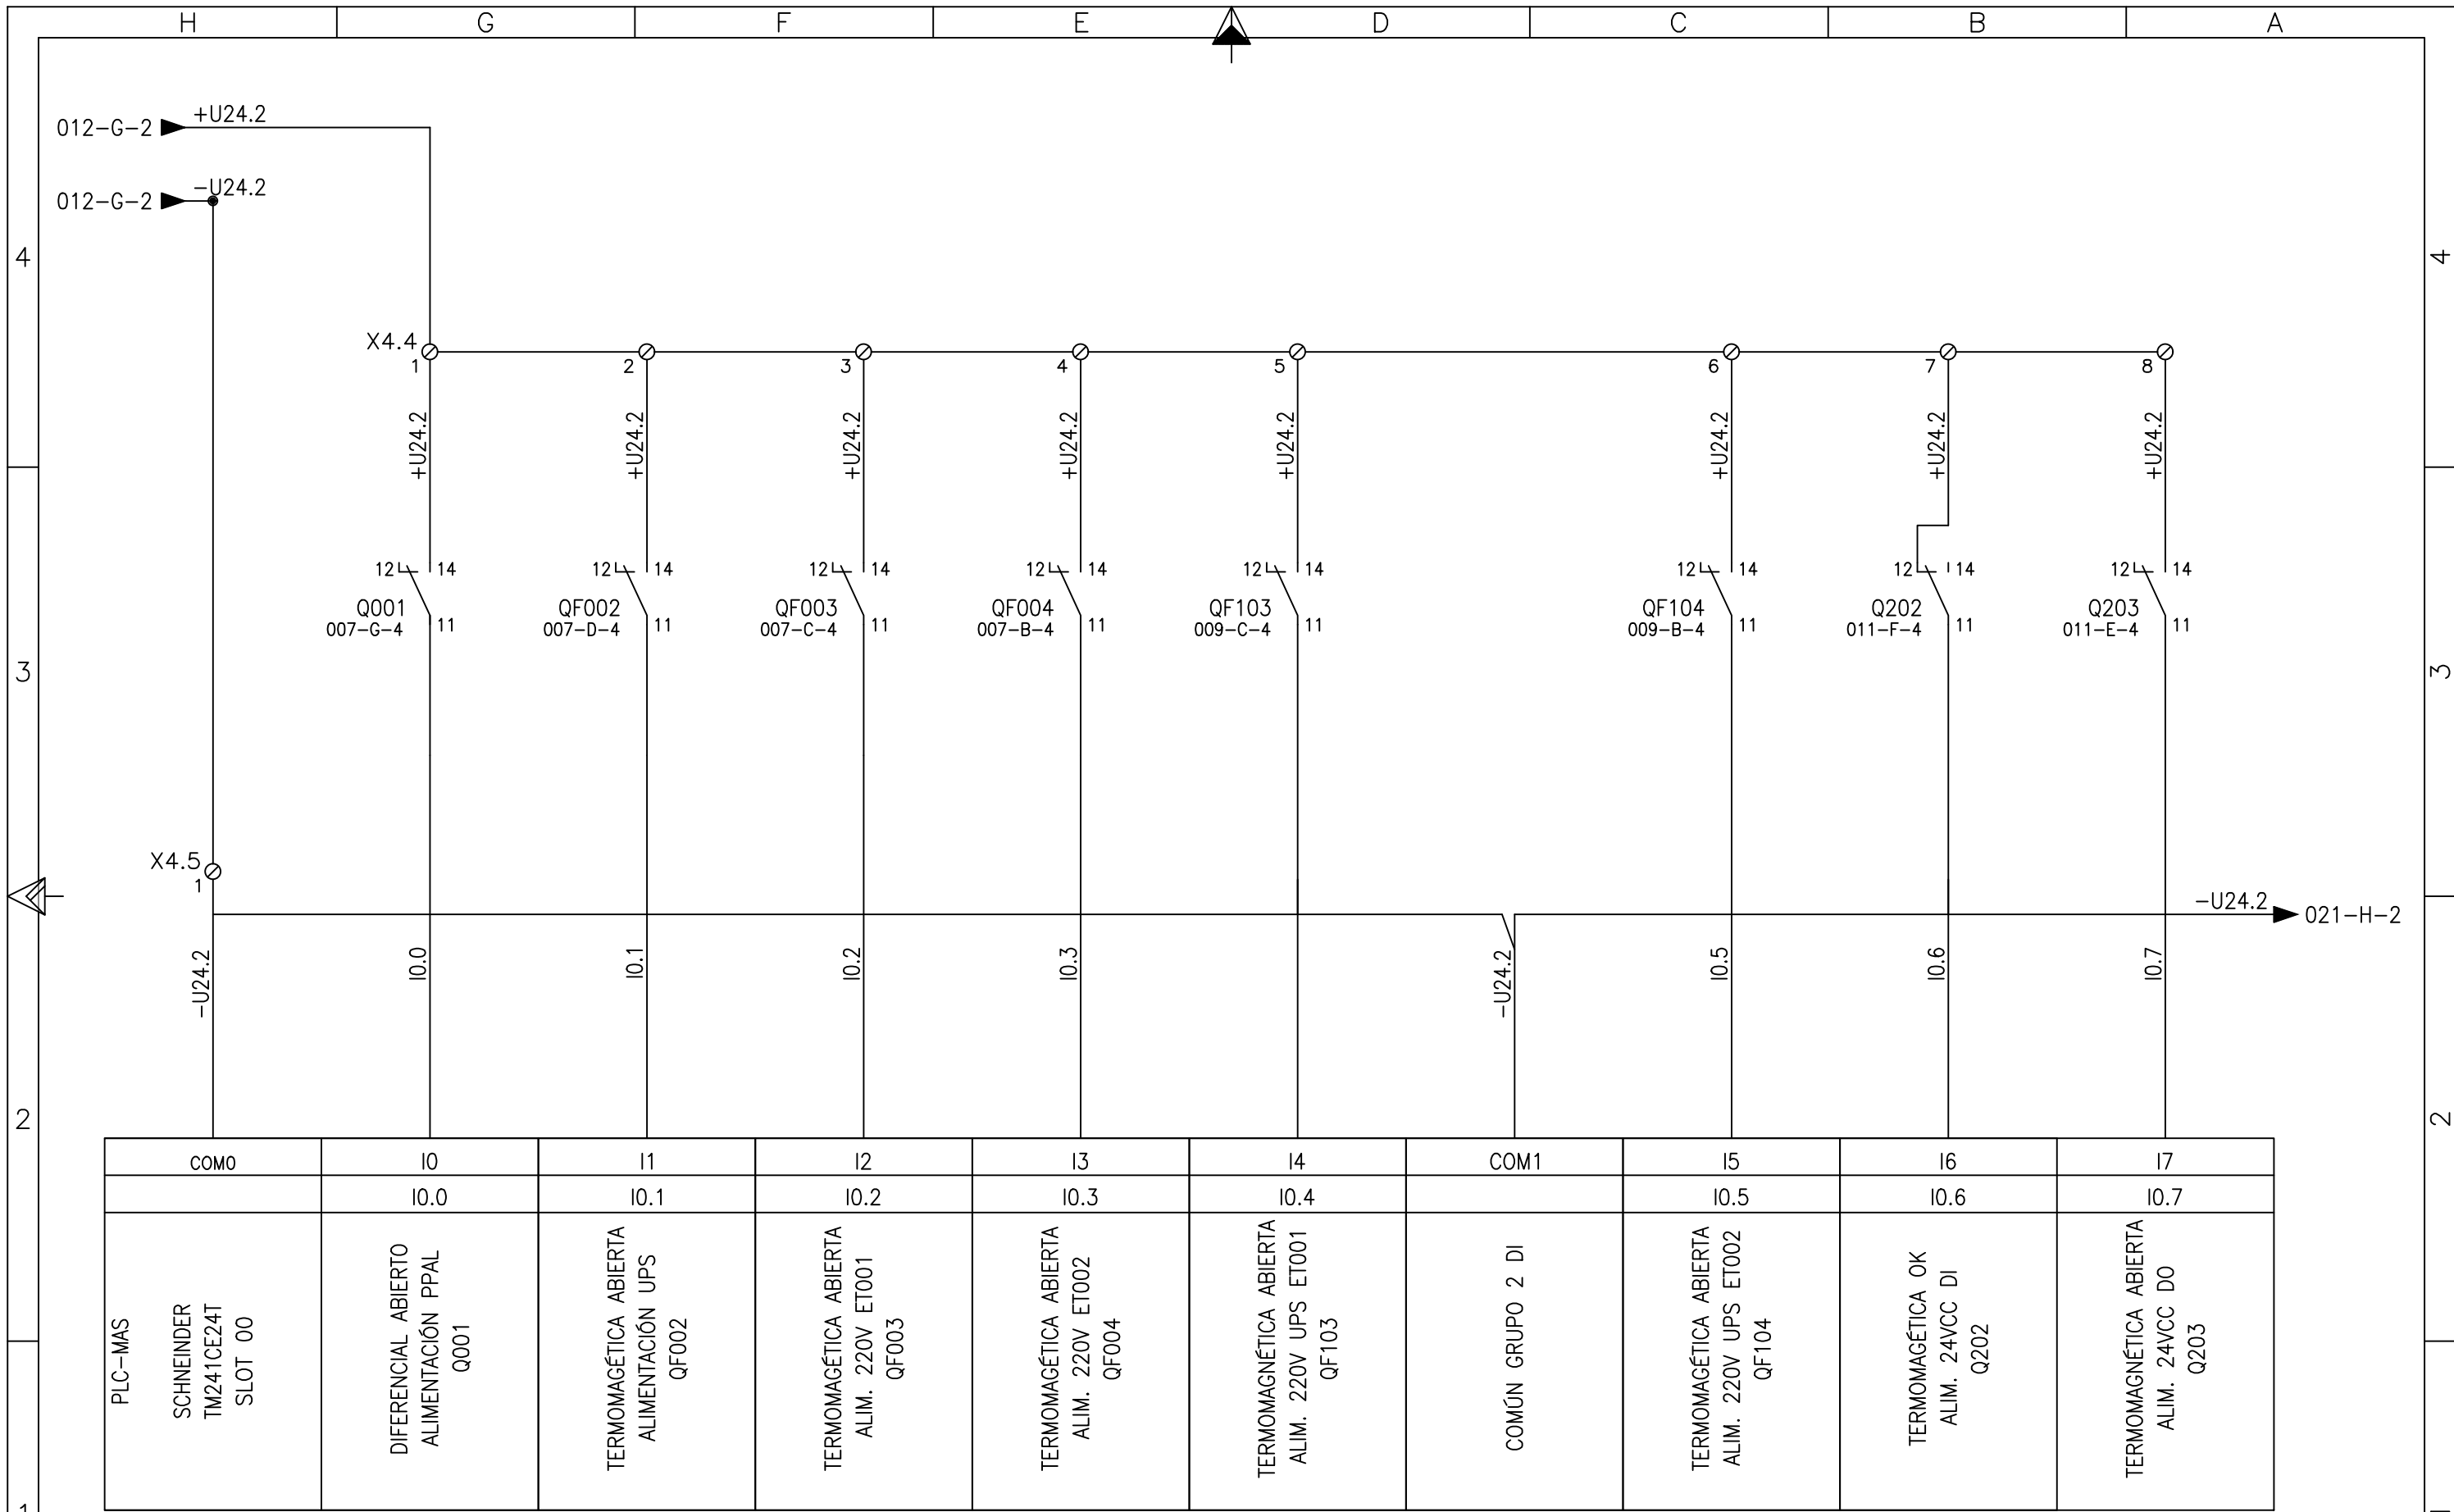 H G F E D C B A
+U24.2
012-G-2
-U24.2
012-G-2
4 4
X4.4
1 2 3 4 5 6 7 8
+U24.2 +U24.2 +U24.2 +U24.2 +U24.2 +U24.2 +U24.2 +U24.2
12 14 12 14 12 14 12 14 12 14 12 14 12 14 12 14
Q001 QF002 QF003 QF004 QF103 QF104 Q202 Q203
007-G-4 11 007-D-4 11 007-C-4 11 007-B-4 11 009-C-4 11 009-B-4 11 011-F-4 11 011-E-4 11
3 3
X4.5
1
-U24.2 021-H-2
-U24.2 I0.0 I0.1 I0.2 I0.3 -U24.2 I0.5 I0.6 I0.7
2 2
COM0 I0 I1 I2 I3 I4 COM1 I5 I6 I7
I0.0 I0.1 I0.2 I0.3 I0.4 I0.5 I0.6 I0.7
PLC-MAS
SCHNEINDER
TM241CE24T
SLOT 00
DIFERENCIAL ABIERTO
ALIMENTACIÓN PPAL
Q001
TERMOMAGÉTICA ABIERTA
ALIMENTACIÓN UPS
QF002
TERMOMAGÉTICA ABIERTA
ALIM. 220V ET001
QF003
TERMOMAGÉTICA ABIERTA
ALIM. 220V ET002
QF004
TERMOMAGNÉTICA ABIERTA
ALIM. 220V UPS ET001
QF103
COMÚN GRUPO 2 DI
TERMOMAGÉTICA ABIERTA
ALIM. 220V UPS ET002
QF104
TERMOMAGÉTICA OK
ALIM. 24VCC DI
Q202
TERMOMAGNÉTICA ABIERTA
ALIM. 24VCC DO
Q203